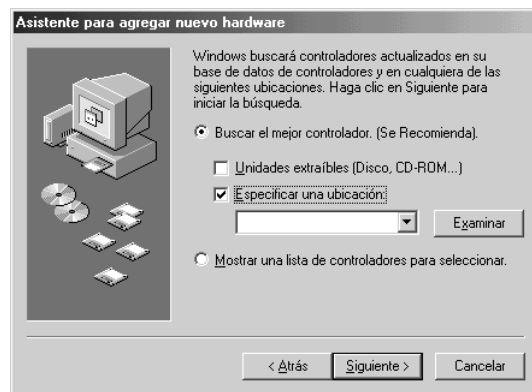 Asistente para agregar nuevo hardware
Windows buscará controladores actualizados en su
base de datos de controladores y en cualquiera de las
siguientes ubicaciones. Haga clic en Siguiente para
iniciar la búsqueda.
Buscar el mejor controlador. (Se Recomienda).
Unidades extraíbles (Disco, CD-ROM...)
Especificar una ubicación:
Examinar
Mostrar una lista de controladores para seleccionar.
< Atrás
Siguiente >
Cancelar